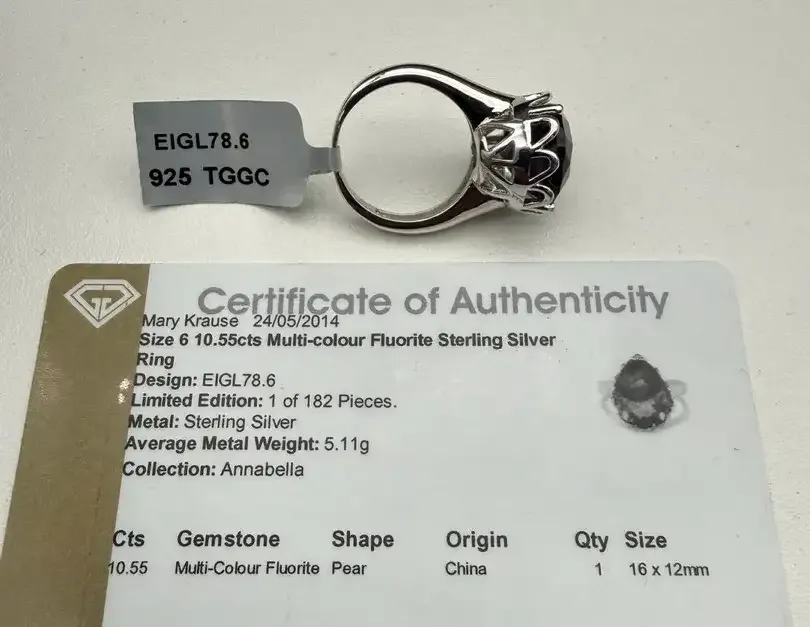 EIGL78.6
925 TGGC
Certificate of Authenticity
Mary Krause 24/05/2014
Size 6 10.55cts Multi-colour Fluorite Sterling Silver
Ring
Design: EIGL78.6
Limited Edition: 1 of 182 Pieces.
Metal: Sterling Silver
Average Metal Weight: 5.11g
Collection: Annabella
Cts Gemstone Shape Origin Qty Size
10.55 Multi-Colour Fluorite Pear China 1 16 x 12mm